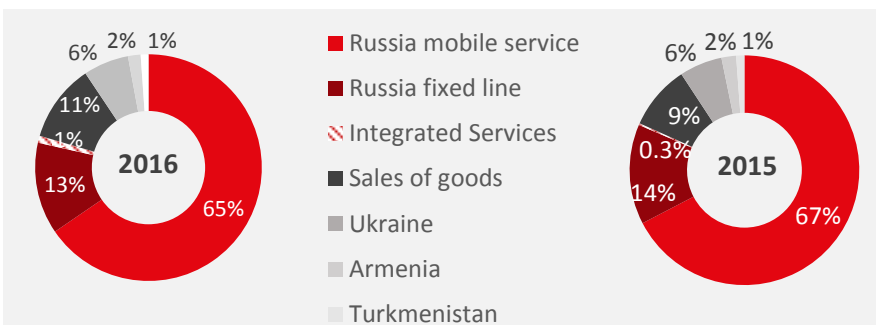 6% 2% 1%
11%
1%
13%
2016
65%
Russia mobile service
Russia fixed line
Integrated Services
Sales of goods
Ukraine
Armenia
Turkmenistan
6% 2% 1%
9%
0.3%
14%
2015
67%